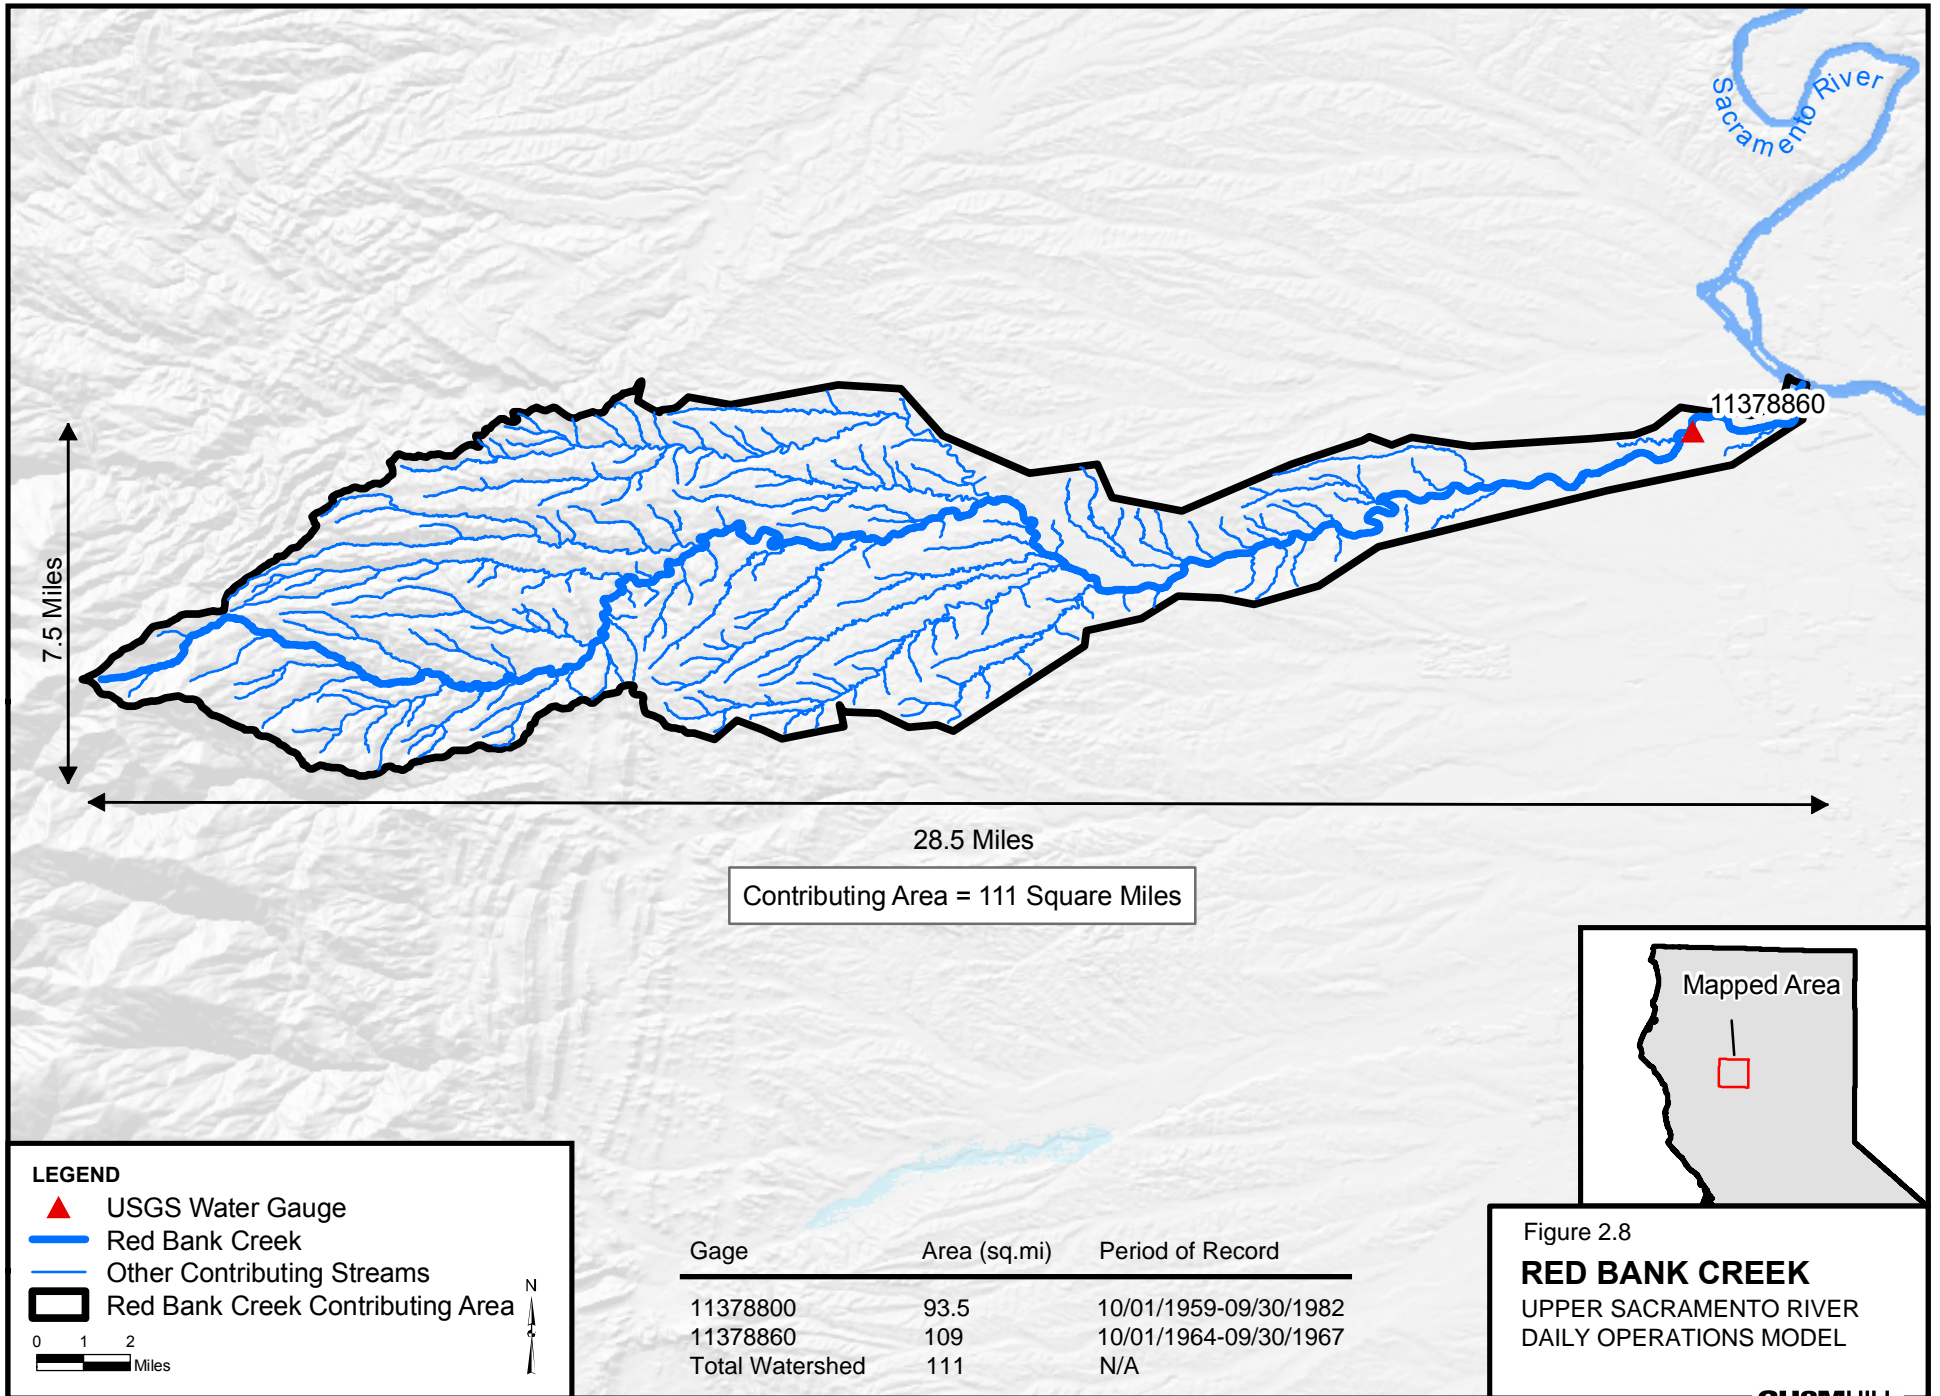 Sacramento River
11378860
7.5 Miles
28.5 Miles
Contributing Area = 111 Square Miles
Mapped Area
LEGEND
USGS Water Gauge
Red Bank Creek
Other Contributing Streams
Red Bank Creek Contributing Area
N
0 1 2
Miles
Gage Area (sq.mi) Period of Record
11378800 93.5 10/01/1959-09/30/1982
11378860 109 10/01/1964-09/30/1967
Total Watershed 111 N/A
Figure 2.8
RED BANK CREEK
UPPER SACRAMENTO RIVER
DAILY OPERATIONS MODEL